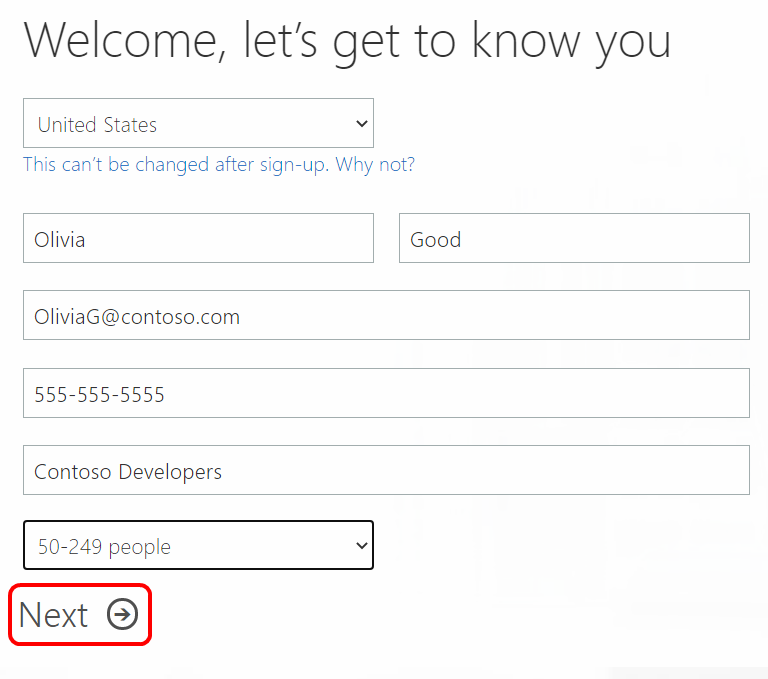 Welcome, let's get to know you
United States
This can't be changed after sign-up. Why not?
Olivia Good
OliviaG@contoso.com
555-555-5555
Contoso Developers
50-249 people
Next